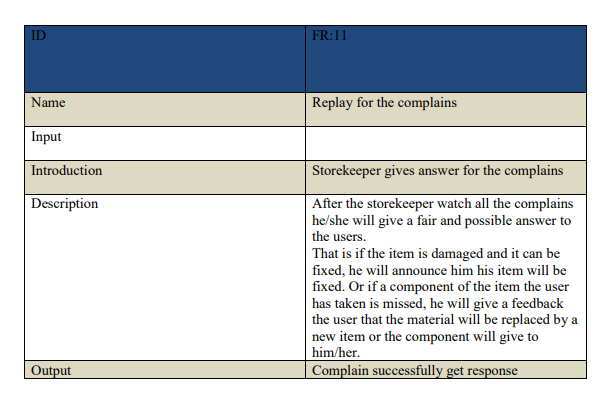 ID FR:11
Name Replay for the complains
Input
Introduction Storekeeper gives answer for the complains
Description After the storekeeper watch all the complains
he/she will give a fair and possible answer to
the users.
That is if the item is damaged and it can be
fixed, he will announce him his item will be
fixed. Or if a component of the item the user
has taken is missed, he will give a feedback
the user that the material will be replaced by a
new item or the component will give to
him/her.
Output Complain successfully get response